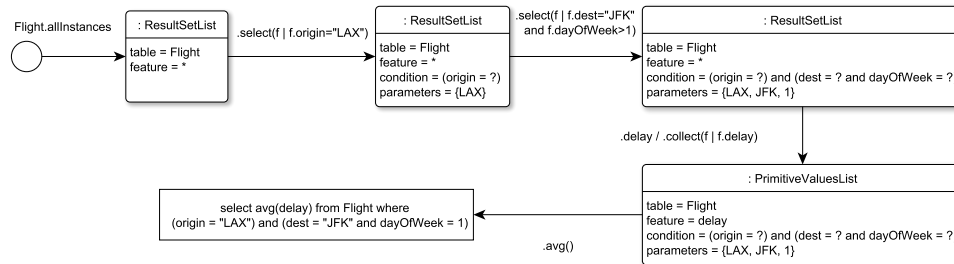 Flight.allInstances
: ResultSetList
table = Flight
feature = *
.select(f | f.origin="LAX")
: ResultSetList
table = Flight
feature = *
condition = (origin = ?)
parameters = {LAX}
.select(f | f.dest="JFK"
and f.dayOfWeek>1)
: ResultSetList
table = Flight
feature = *
condition = (origin = ?) and (dest = ? and dayOfWeek = ?
parameters = {LAX, JFK, 1}
.delay / .collect(f | f.delay)
: PrimitiveValuesList
table = Flight
feature = delay
condition = (origin = ?) and (dest = ? and dayOfWeek = ?
parameters = {LAX, JFK, 1}
.avg()
select avg(delay) from Flight where
(origin = "LAX") and (dest = "JFK" and dayOfWeek = 1)